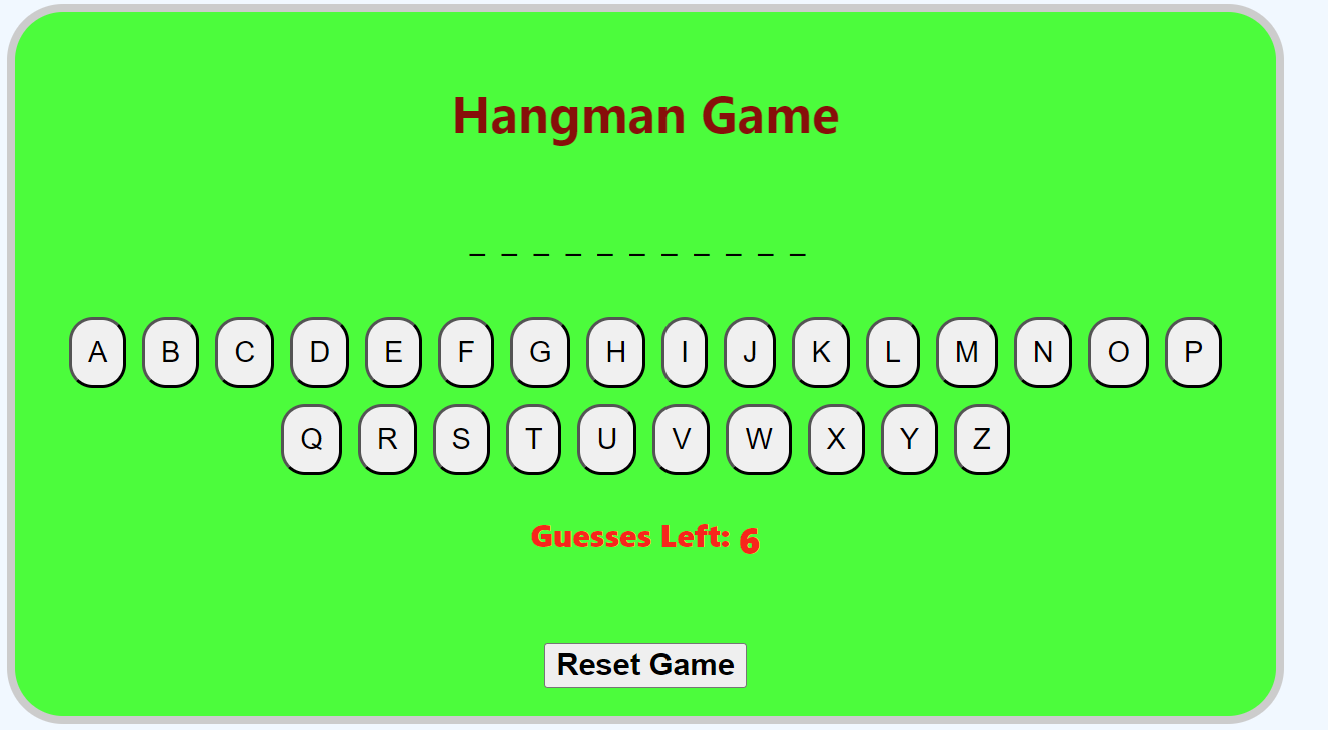 Hangman Game
_ _ _ _ _ _ _ _ _ _ _
A B C D E F G H I J K L M N O P
Q R S T U V W X Y Z
Guesses Left: 6
Reset Game